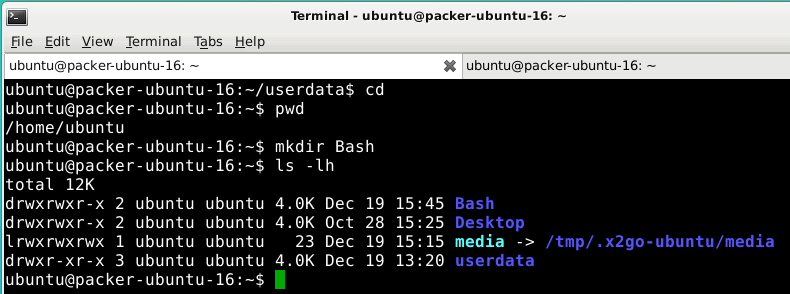 Terminal - ubuntu@packer-ubuntu-16: ~
File Edit View Terminal Tabs Help
ubuntu@packer-ubuntu-16: ~ ubuntu@packer-ubuntu-16: ~
ubuntu@packer-ubuntu-16:~/userdata$ cd
ubuntu@packer-ubuntu-16:~$ pwd
/home/ubuntu
ubuntu@packer-ubuntu-16:~$ mkdir Bash
ubuntu@packer-ubuntu-16:~$ ls -lh
total 12K
drwxrwxr-x 2 ubuntu ubuntu 4.0K Dec 19 15:45 Bash
drwxrwxr-x 2 ubuntu ubuntu 4.0K Oct 28 15:25 Desktop
lrwxrwxrwx 1 ubuntu ubuntu   23 Dec 19 15:15 media -> /tmp/.x2go-ubuntu/media
drwxr-xr-x 3 ubuntu ubuntu 4.0K Dec 19 13:20 userdata
ubuntu@packer-ubuntu-16:~$